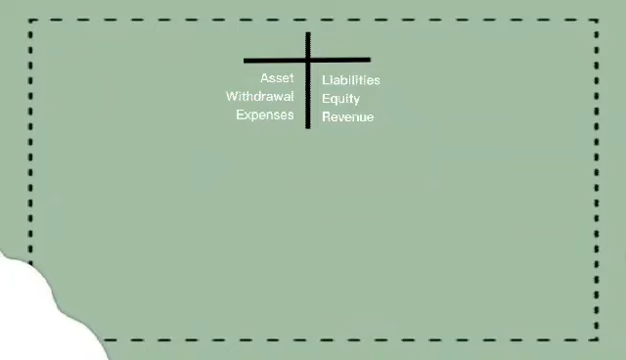 Asset
Withdrawal
Expenses
Liabilities
Equity
Revenue